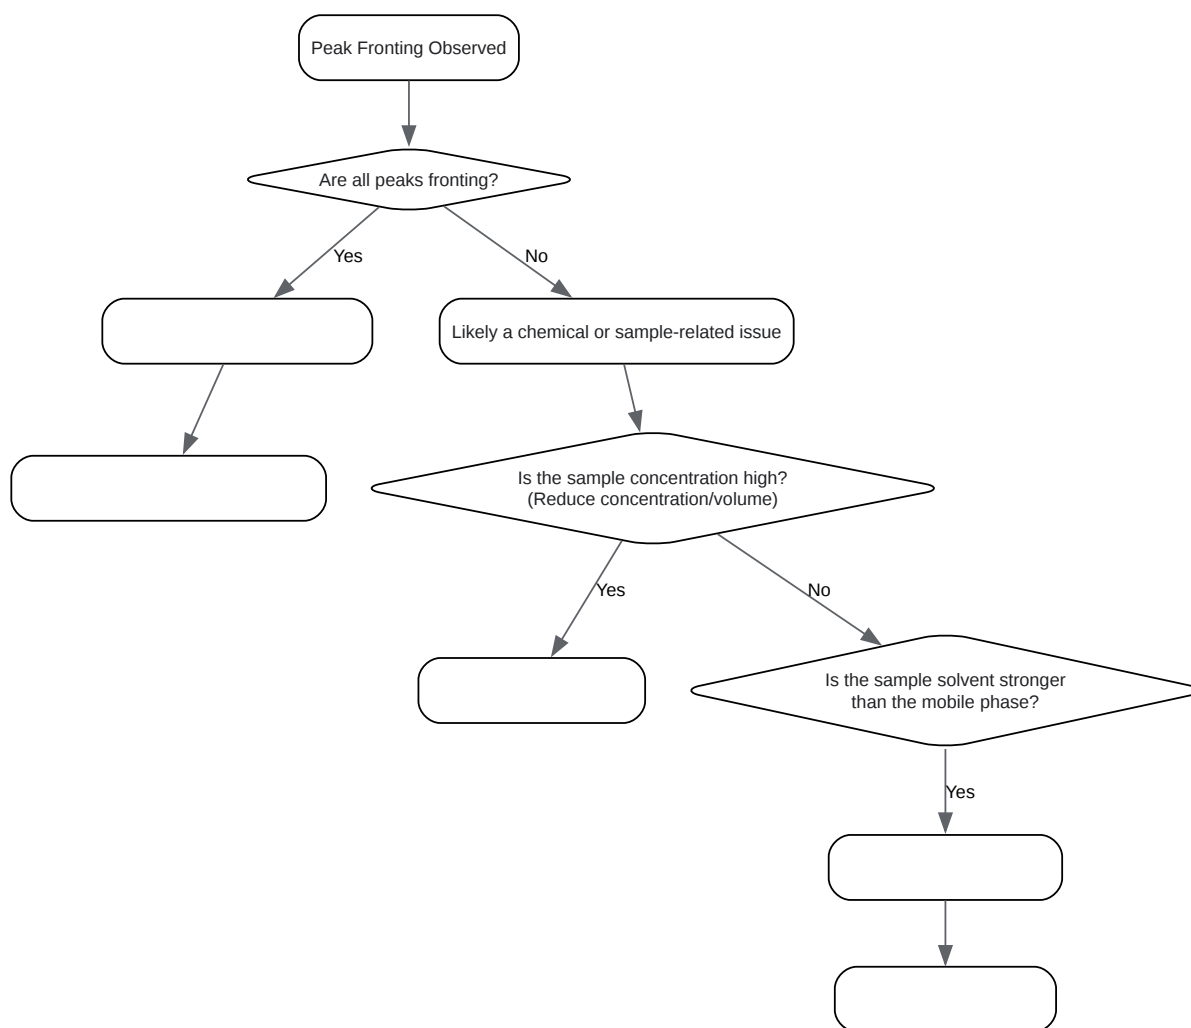 Peak Fronting Observed
Are all peaks fronting?
Yes
No
Likely a chemical or sample-related issue
Is the sample concentration high?
(Reduce concentration/volume)
Yes
No
Is the sample solvent stronger
than the mobile phase?
Yes